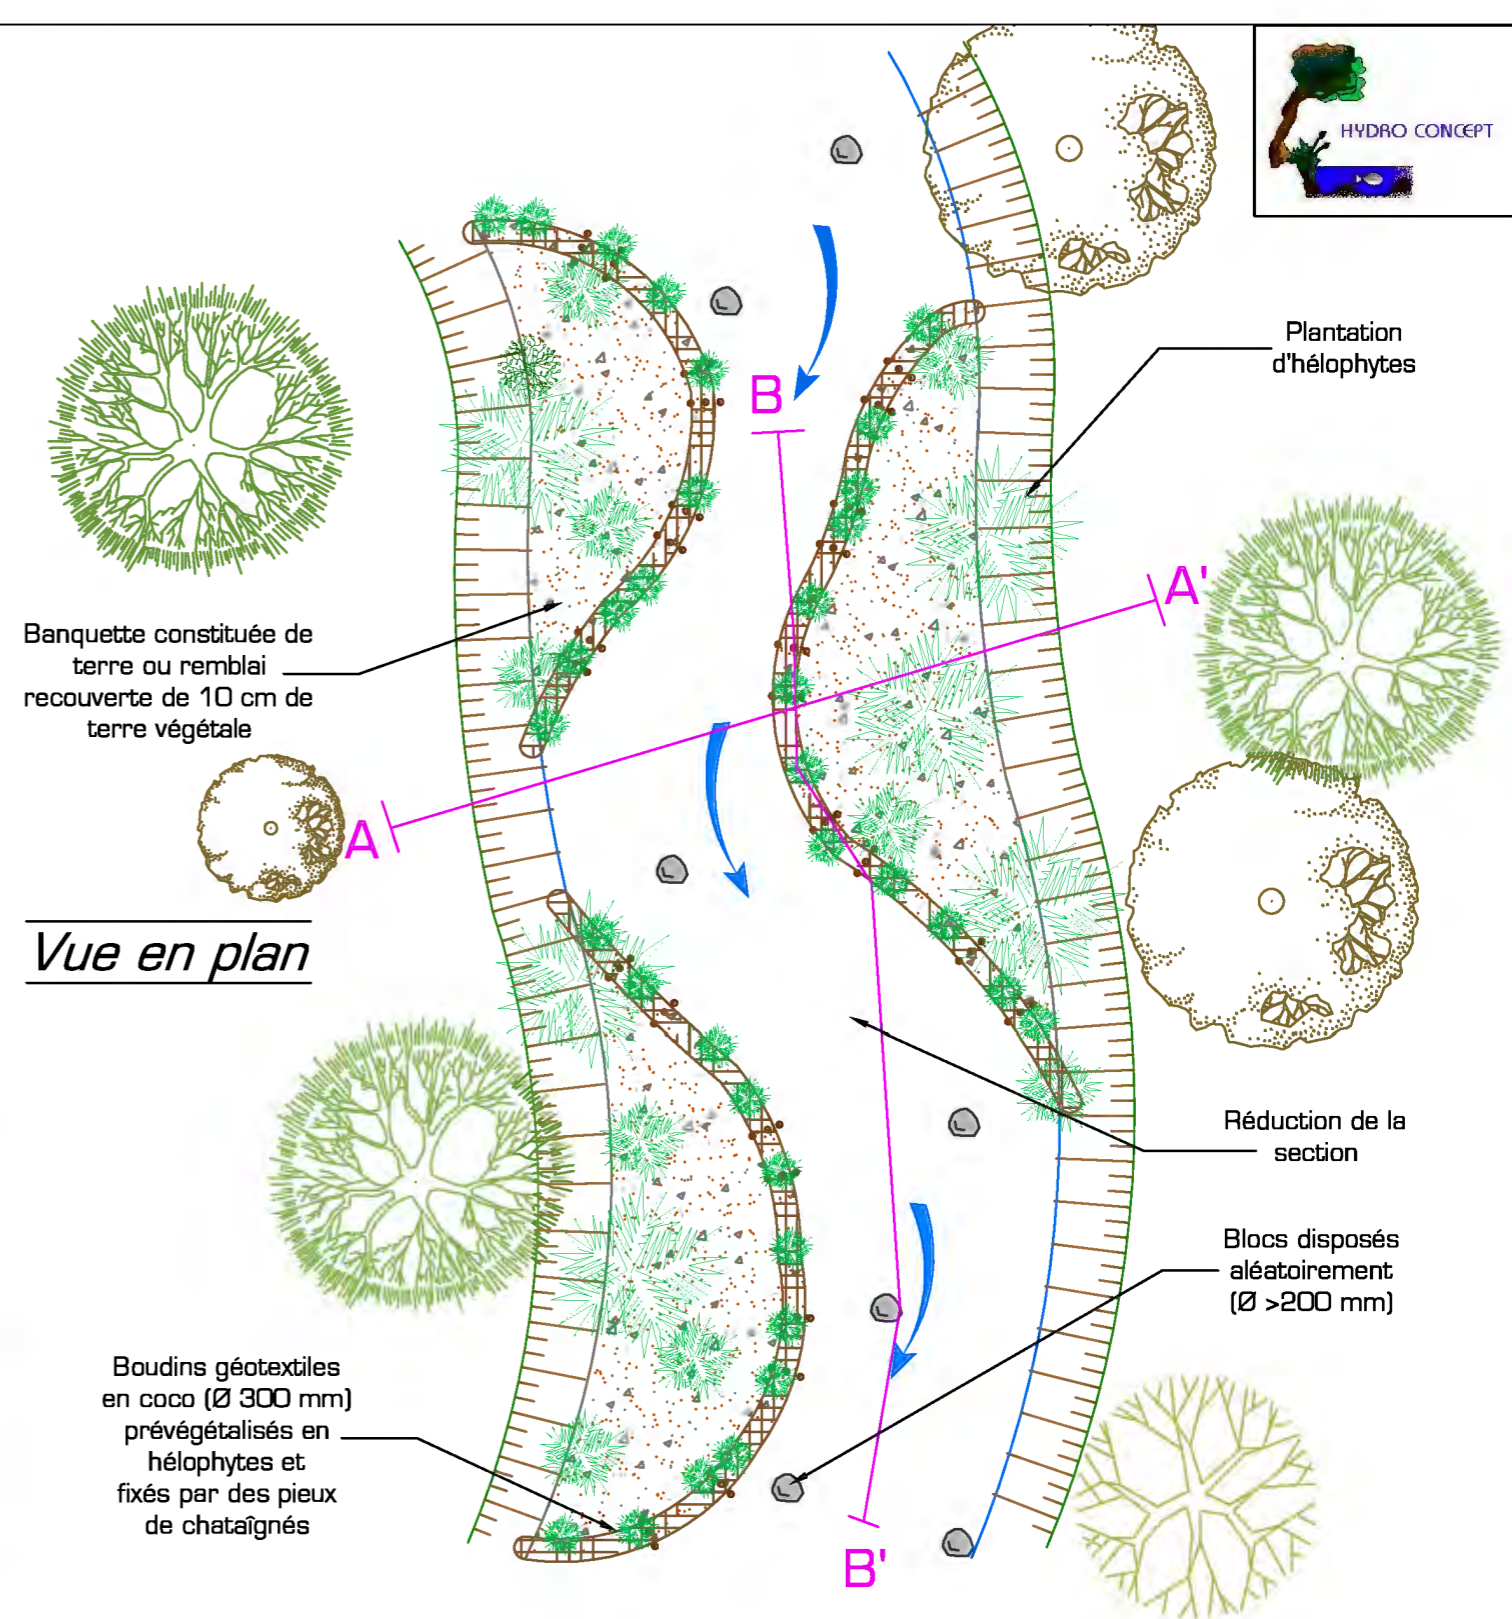 HYDRO CONCEPT
Plantation
d'hélophytes
B
A'
Banquette constituée de
terre ou remblai
recouverte de 10 cm de
terre végétale
A
Vue en plan
Réduction de la
section
Blocs disposés
aléatoirement
(Ø >200 mm)
Boudins géotextiles
en coco (Ø 300 mm)
prévégétalisés en
hélophytes et
fixés par des pieux
de chataîgnés
B'